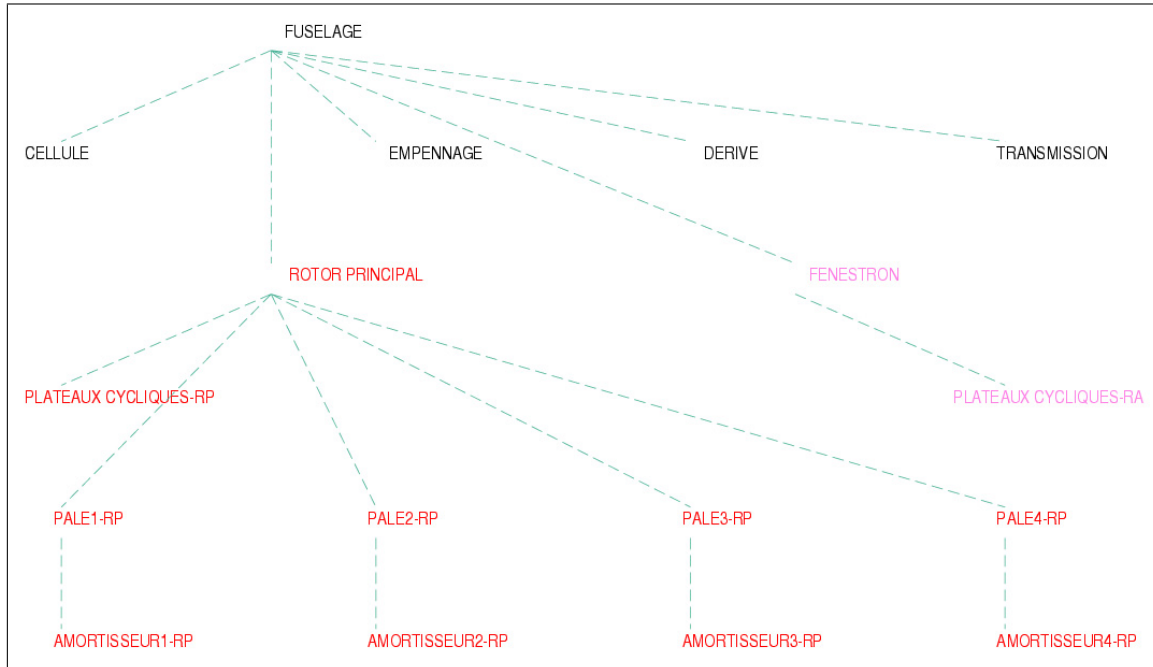 FUSELAGE
CELLULE
EMPENNAGE
DERIVE
TRANSMISSION
ROTOR PRINCIPAL
FENESTRON
PLATEAUX CYCLIQUES-RP
PLATEAUX CYCLIQUES-RA
PALE1-RP
PALE2-RP
PALE3-RP
PALE4-RP
AMORTISSEUR1-RP
AMORTISSEUR2-RP
AMORTISSEUR3-RP
AMORTISSEUR4-RP